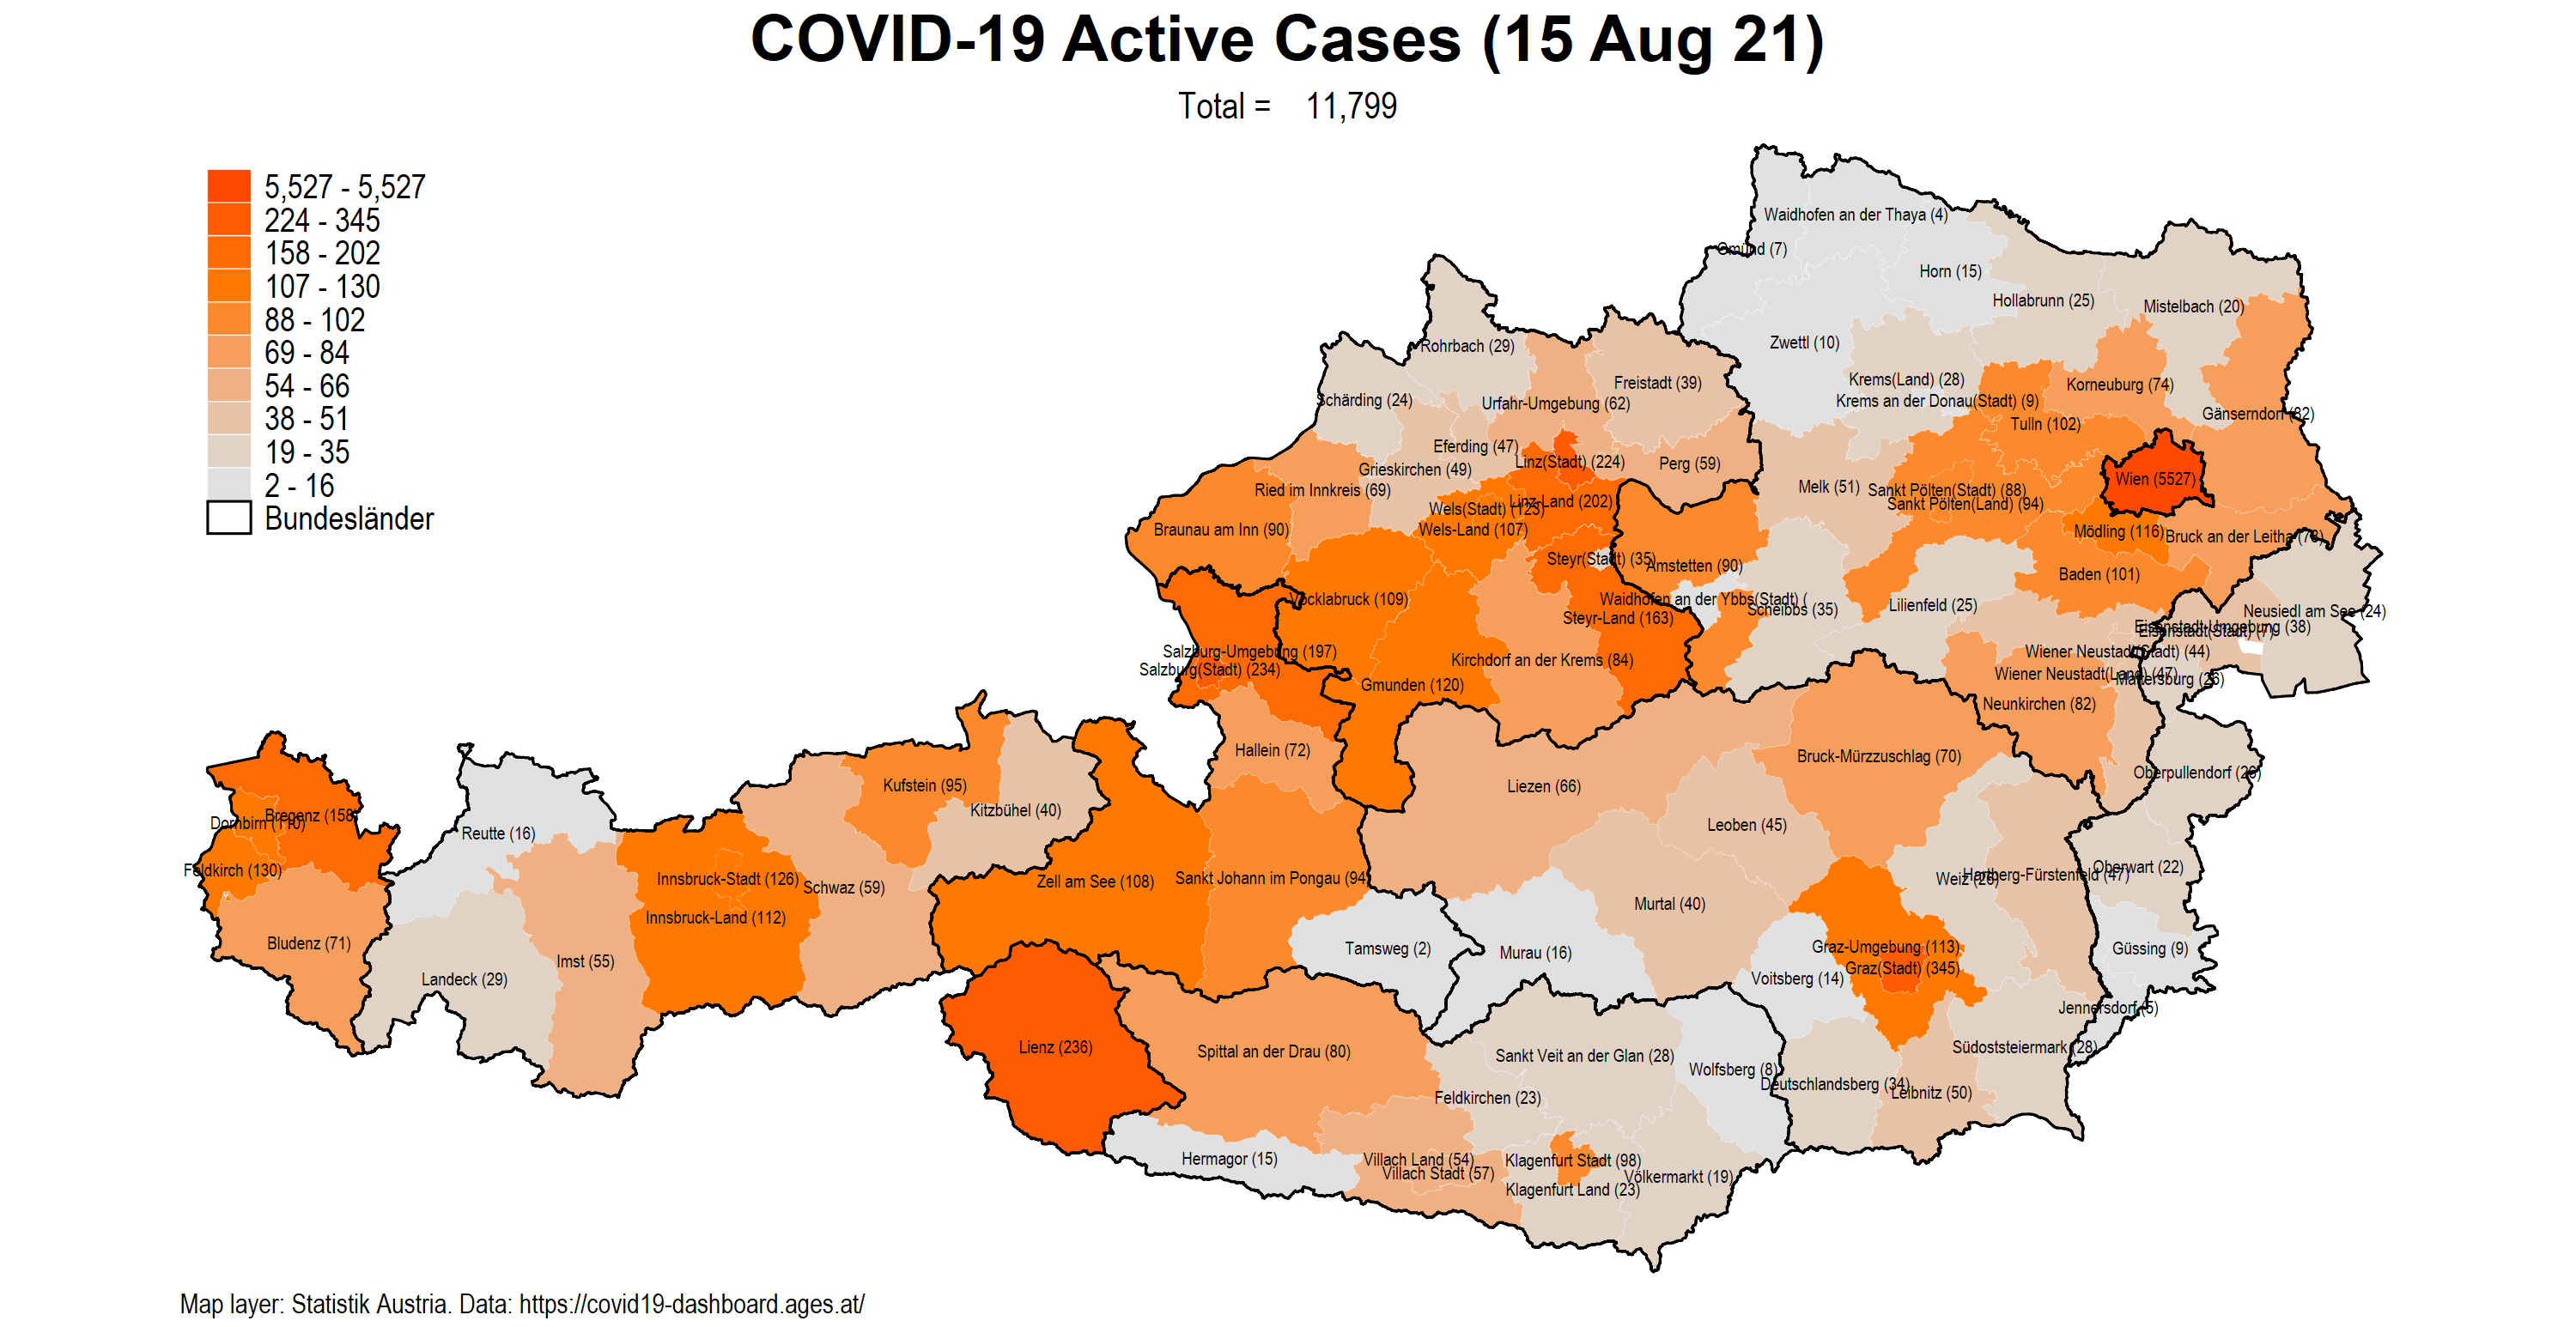 COVID-19 Active Cases (15 Aug 21)
Total = 11,799
5,527 - 5,527
224 - 345
158 - 202
107 - 130
88 - 102
69 - 84
54 - 66
38 - 51
19 - 35
2 - 16
Bundesländer
Waidhofen an der Thaya (4)
Gmünd (7)
Horn (15)
Hollabrunn (25)
Mistelbach (20)
Zwettl (10)
Rohrbach (29)
Krems(Land) (28)
Korneuburg (74)
Freistadt (39)
Schärding (24)
Urfahr-Umgebung (62)
Krems an der Donau(Stadt) (9)
Gänserndorf (82)
Tulln (102)
Eferding (47)
Linz(Stadt) (224)
Perg (59)
Grieskirchen (49)
Wien (5527)
Ried im Innkreis (69)
Melk (51)
Sankt Pölten(Stadt) (88)
Linz-Land (202)
Sankt Pölten(Land) (94)
Wels(Stadt) (123)
Braunau am Inn (90)
Wels-Land (107)
Mödling (116)
Bruck an der Leitha
Steyr(Stadt) (35)
Amstetten (90)
Baden (101)
Vöcklabruck (109)
Waidhofen an der Ybbs(Stadt) (
Scheibbs (35)
Lilienfeld (25)
Neusiedl am See (24)
Steyr-Land (163)
Eisenstadt-Umgebung (38)
Eisenstadt(Stadt) (7)
Salzburg-Umgebung (197)
Wiener Neustadt(Stadt) (44)
Kirchdorf an der Krems (84)
Salzburg(Stadt) (234)
Wiener Neustadt(Land) (47)
Mattersburg (26)
Gmunden (120)
Neunkirchen (82)
Hallein (72)
Bruck-Mürzzuschlag (70)
Oberpullendorf
Kufstein (95)
Liezen (66)
Kitzbühel (40)
Bregenz (158)
Dornbirn (110)
Leoben (45)
Reutte (16)
Oberwart (22)
Feldkirch (130)
Hartberg-Fürstenfeld (47)
Innsbruck-Stadt (126)
Weiz
Zell am See (108)
Sankt Johann im Pongau (94)
Schwaz (59)
Murtal (40)
Innsbruck-Land (112)
Bludenz (71)
Graz-Umgebung (113)
Tamsweg (2)
Güssing (9)
Murau (16)
Imst (55)
Graz(Stadt) (345)
Landeck (29)
Voitsberg (14)
Jennersdorf
Lienz (236)
Südoststeiermark (28)
Spittal an der Drau (80)
Sankt Veit an der Glan (28)
Wolfsberg (8)
Deutschlandsberg (34)
Leibnitz (50)
Feldkirchen (23)
Hermagor (15)
Villach Land (54)
Klagenfurt Stadt (98)
Villach Stadt (57)
Völkermarkt (19)
Klagenfurt Land (23)
Map layer: Statistik Austria. Data: https://covid19-dashboard.ages.at/